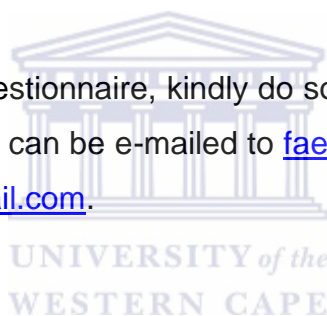 estionnaire, kindly do so
can be e-mailed to fae
il.com.
UNIVERSITY of the
WESTERN CAPE